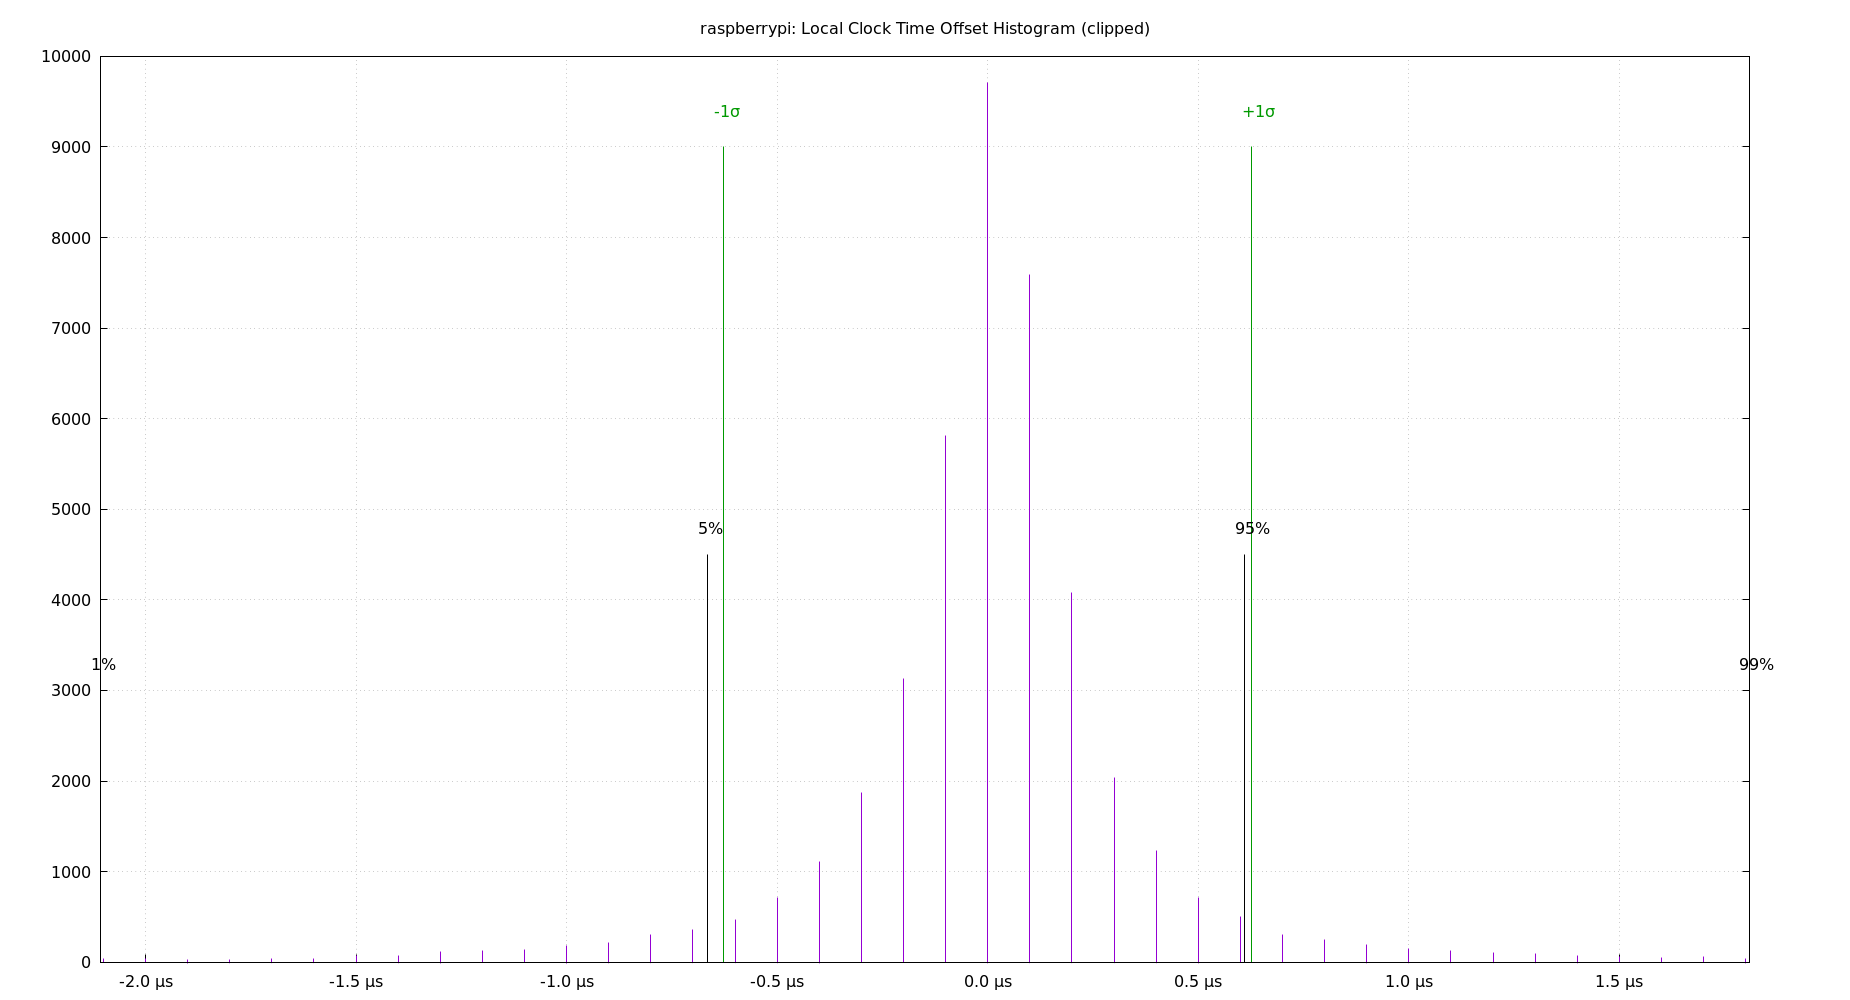 raspberrypi: Local Clock Time Offset Histogram (clipped)
10000
-1σ
+1σ
9000
8000
7000
6000
5%
95%
5000
4000
1%
99%
3000
2000
1000
0
-2.0 µs
-1.5 µs
-1.0 µs
-0.5 µs
0.0 µs
0.5 µs
1.0 µs
1.5 µs